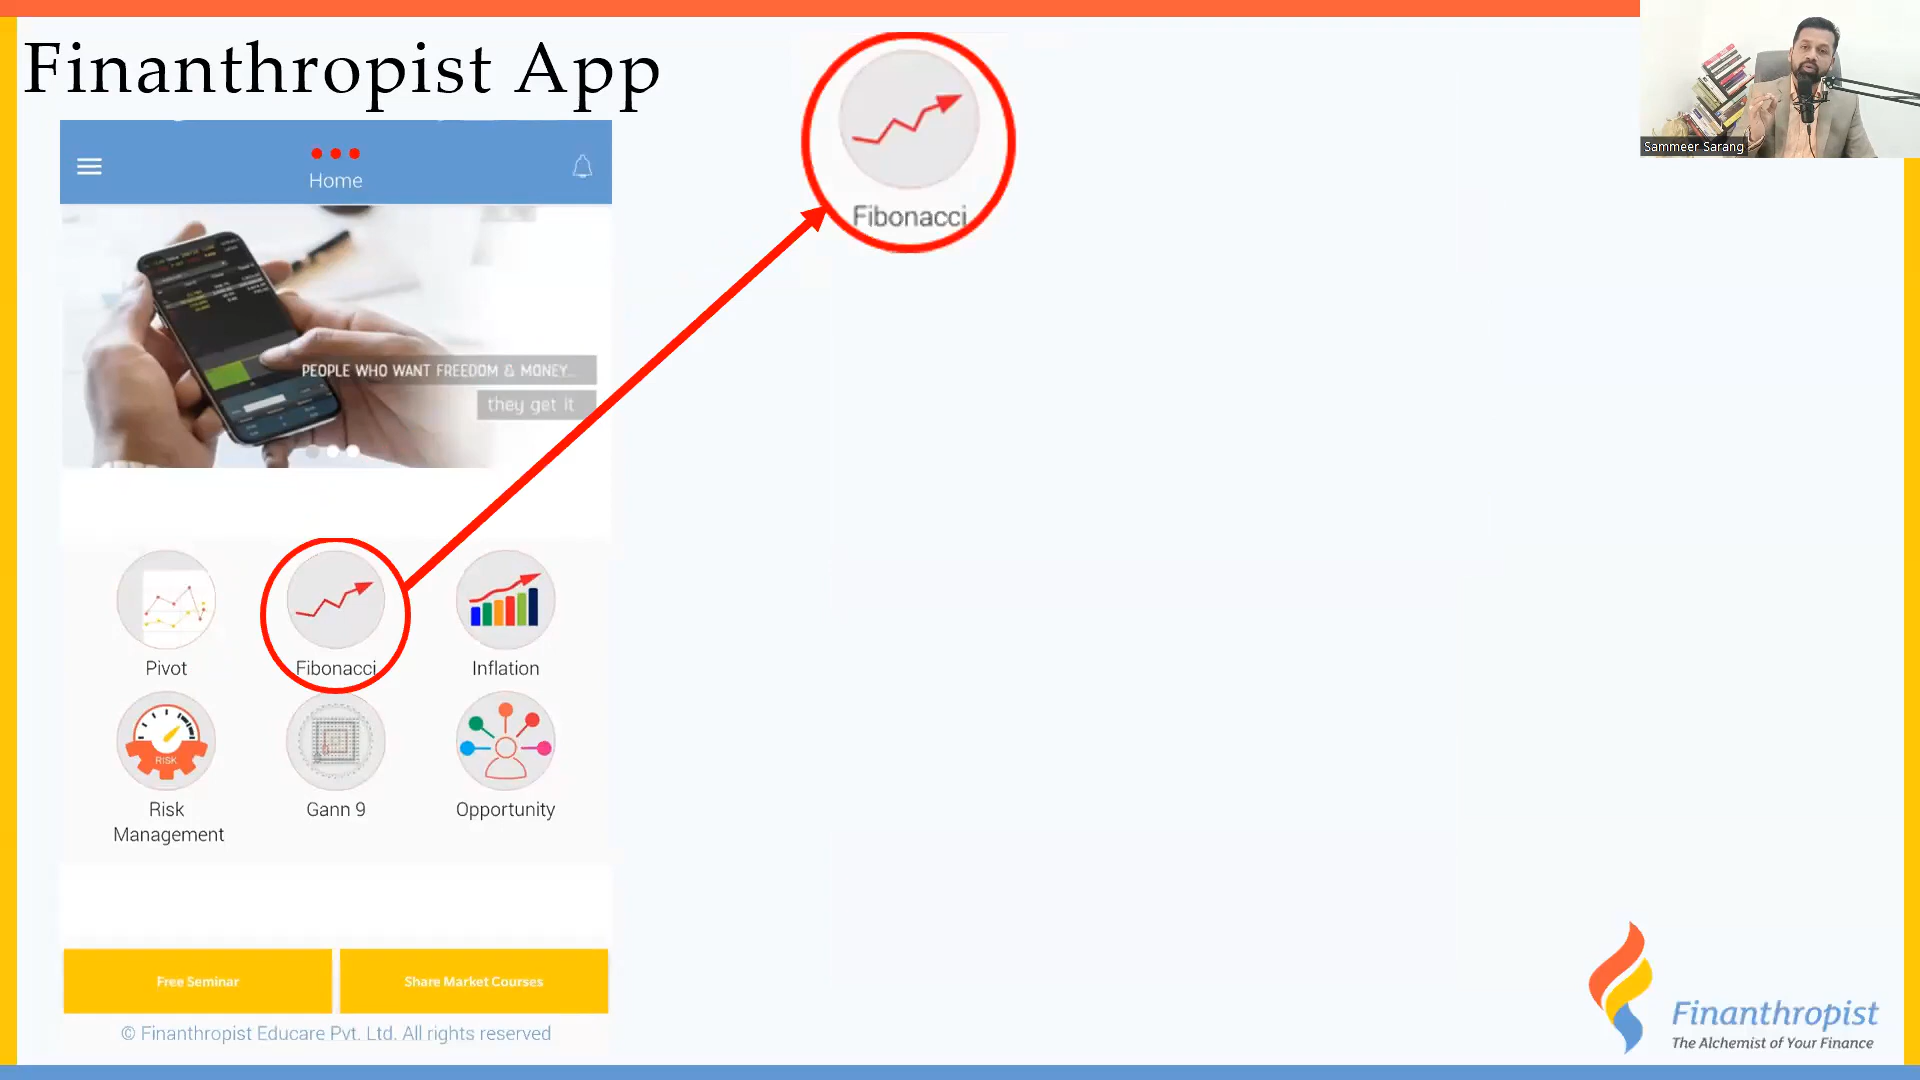 Finanthropist App
Fibonacci
Sammeer Sarang
Home
PEOPLE WHO WANT FREEDOM & MONEY...
they get it
Pivot
Fibonacci
Inflation
RISK
Risk
Management
Gann 9
Opportunity
Free Seminar
Share Market Courses
© Finanthropist Educare Pvt. Ltd. All rights reserved
Finanthropist
The Alchemist of Your Finance